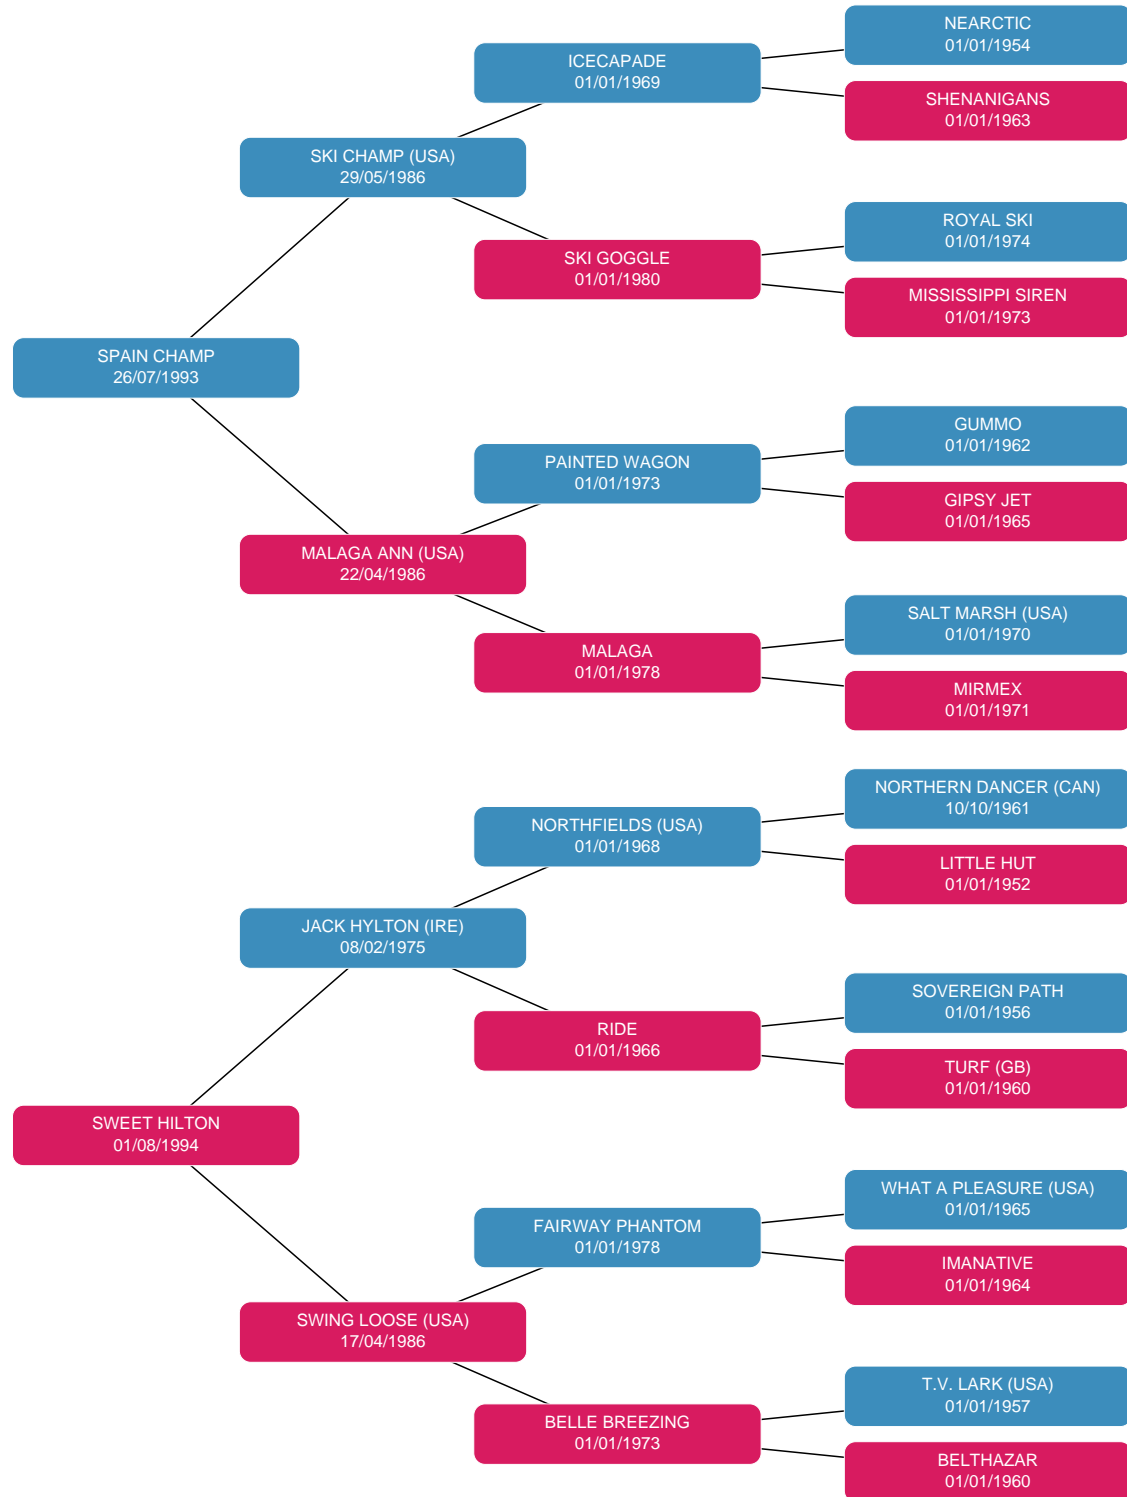 NEARCTIC
01/01/1954
ICECAPADE
01/01/1969
SHENANIGANS
01/01/1963
SKI CHAMP (USA)
29/05/1986
ROYAL SKI
01/01/1974
SKI GOGGLE
01/01/1980
MISSISSIPPI SIREN
01/01/1973
SPAIN CHAMP
26/07/1993
GUMMO
01/01/1962
PAINTED WAGON
01/01/1973
GIPSY JET
01/01/1965
MALAGA ANN (USA)
22/04/1986
SALT MARSH (USA)
01/01/1970
MALAGA
01/01/1978
MIRMEX
01/01/1971
NORTHERN DANCER (CAN)
10/10/1961
NORTHFIELDS (USA)
01/01/1968
LITTLE HUT
01/01/1952
JACK HYLTON (IRE)
08/02/1975
SOVEREIGN PATH
01/01/1956
RIDE
01/01/1966
TURF (GB)
01/01/1960
SWEET HILTON
01/08/1994
WHAT A PLEASURE (USA)
01/01/1965
FAIRWAY PHANTOM
01/01/1978
IMANATIVE
01/01/1964
SWING LOOSE (USA)
17/04/1986
T.V. LARK (USA)
01/01/1957
BELLE BREEZING
01/01/1973
BELTHAZAR
01/01/1960